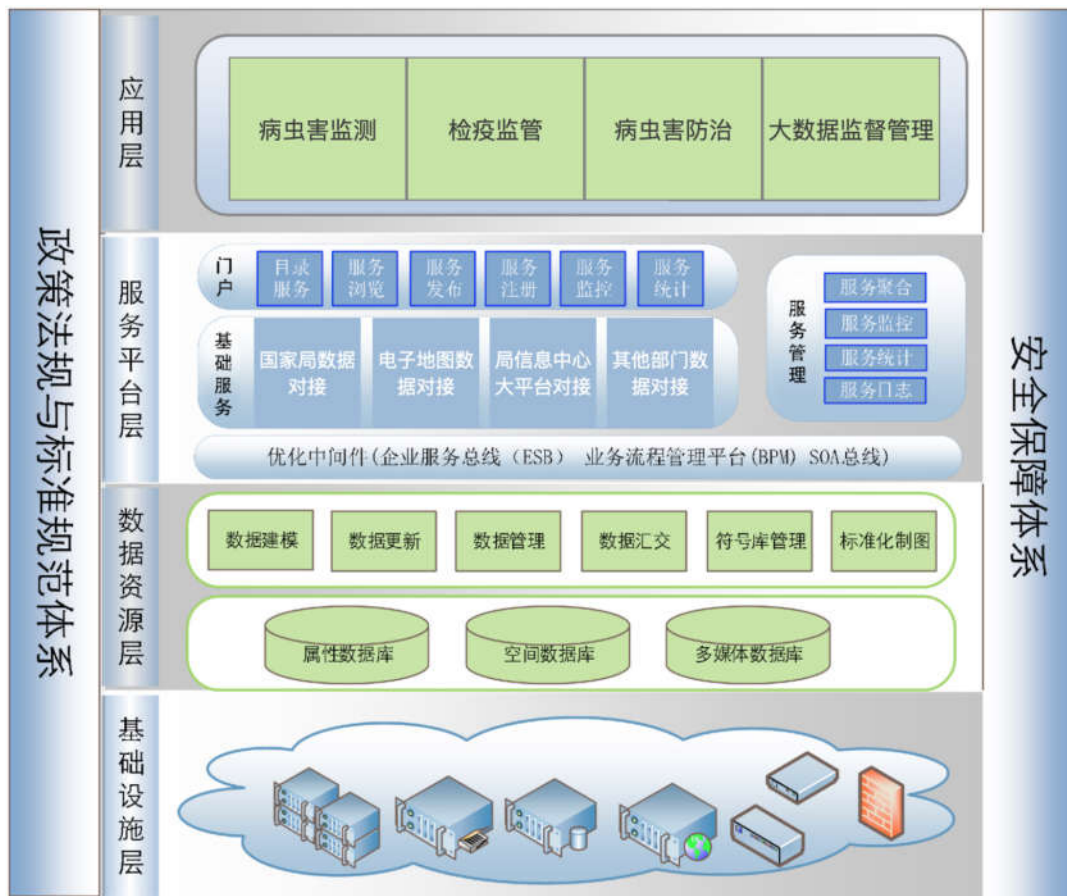 政策法规与标准规范体系
应用层
病虫害监测
检疫监管
病虫害防治
大数据监督管理
服务平台层
门户
目录
服务
服务
浏览
服务
发布
服务
注册
服务
监控
服务
统计
基础服务
国家局数据
对接
电子地图数
据对接
局信息中心
大平台对接
其他部门数
据对接
服务管理
服务聚合
服务监控
服务统计
服务日志
优化中间件(企业服务总线（ESB） 业务流程管理平台(BPM) SOA总线)
数据资源层
数据建模
数据更新
数据管理
数据汇交
符号库管理
标准化制图
属性数据库
空间数据库
多媒体数据库
基础设施层
安全保障体系